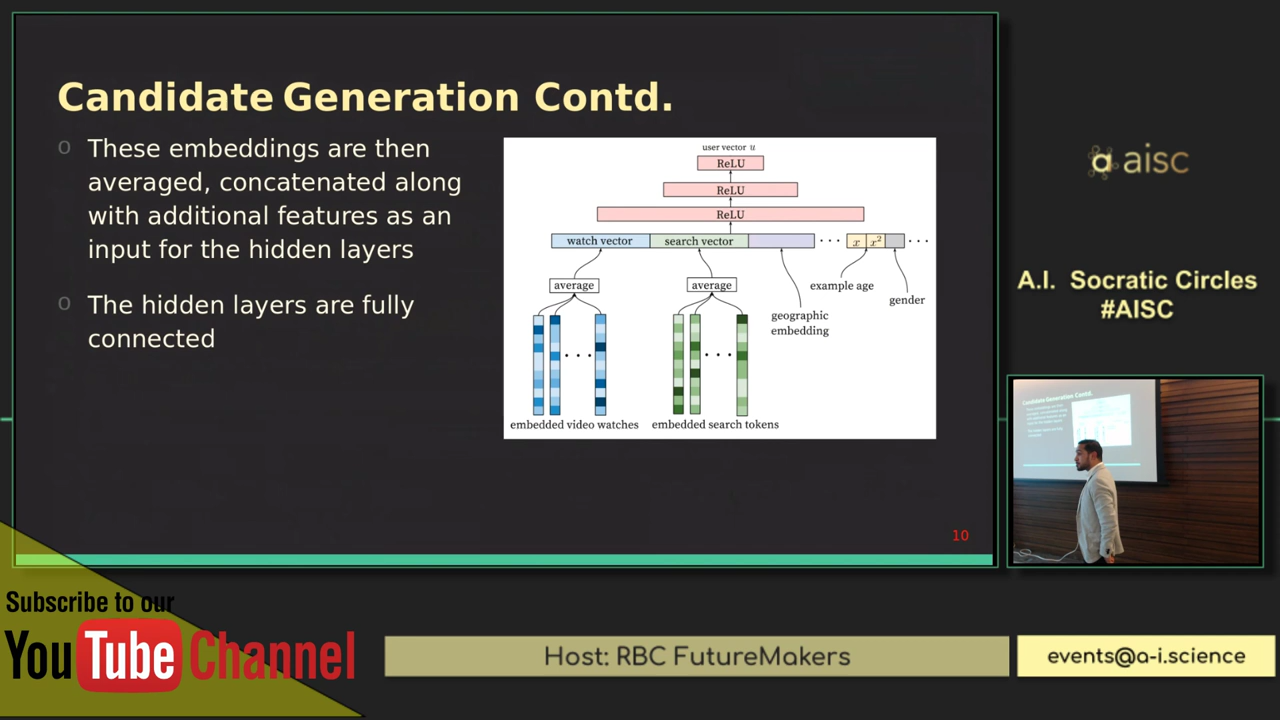 Candidate Generation Contd.
o These embeddings are then
averaged, concatenated along
with additional features as an
input for the hidden layers
o The hidden layers are fully
connected
user vector u
ReLU
ReLU
ReLU
watch vector search vector ... x x² ...
average average
example age
gender
geographic
embedding
... ...
embedded video watches embedded search tokens
10
aisc
A.I. Socratic Circles
#AISC
Candidate Generation Contd.
Subscribe to our
YouTube Channel
Host: RBC FutureMakers
events@a-i.science